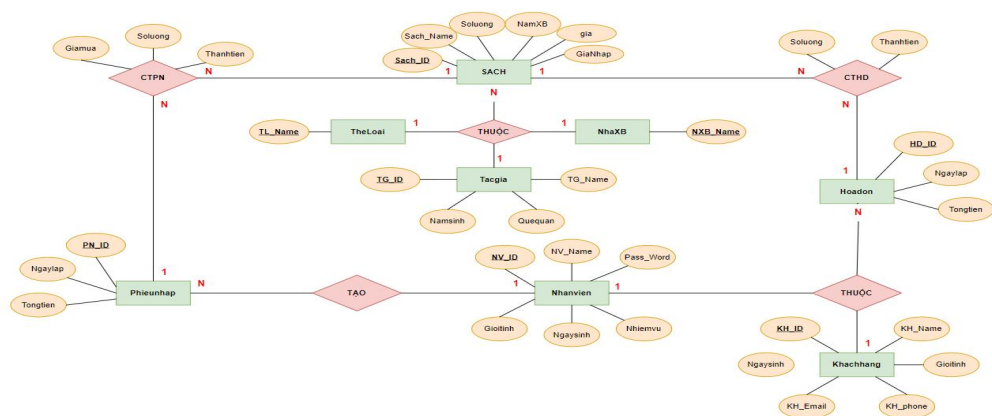 Soluong
Giamua
Thanhtien
CTPN
N
N
Soluong
NamXB
Sach_Name
gia
GiaNhap
Sach_ID
1
SACH
1
N
Soluong
Thanhtien
N
CTHD
N
TL_Name
TheLoai
1
THUỘC
1
NhaXB
NXB_Name
1
TG_ID
Tacgia
TG_Name
Namsinh
Quequan
HD_ID
1
Hoadon
Ngaylap
Tongtien
N
PN_ID
Ngaylap
Tongtien
1
Phieunhap
N
TẠO
NV_ID
NV_Name
Pass_Word
1
Nhanvien
1
Gioitinh
Ngaysinh
Nhiemvu
THUỘC
KH_ID
KH_Name
1
Ngaysinh
Khachhang
Gioitinh
KH_Email
KH_phone